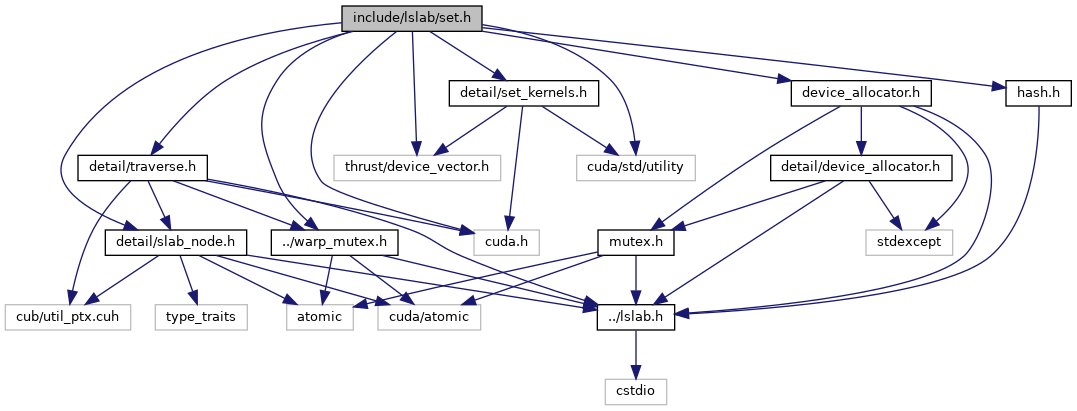 include/lslab/set.h
detail/set_kernels.h
device_allocator.h
hash.h
detail/traverse.h
thrust/device_vector.h
cuda/std/utility
detail/device_allocator.h
detail/slab_node.h
../warp_mutex.h
cuda.h
mutex.h
stdexcept
cub/util_ptx.cuh
type_traits
atomic
cuda/atomic
../lslab.h
cstdio